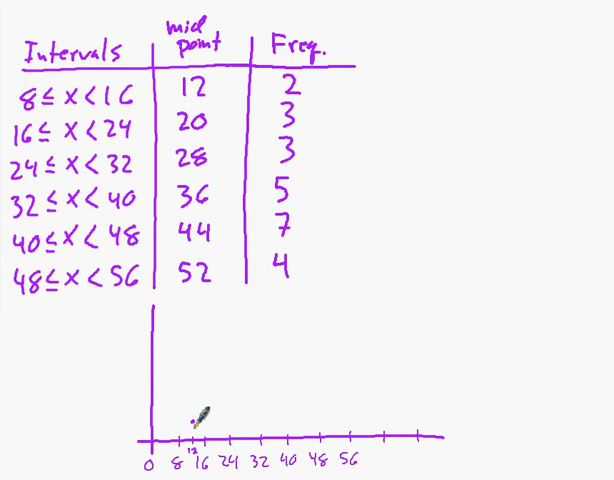 Intervals mid point Freq.
8 ≤ x < 16 12 2
16 ≤ x < 24 20 3
24 ≤ x < 32 28 3
32 ≤ x < 40 36 5
40 ≤ x < 48 44 7
48 ≤ x < 56 52 4
0 8 12 16 24 32 40 48 56